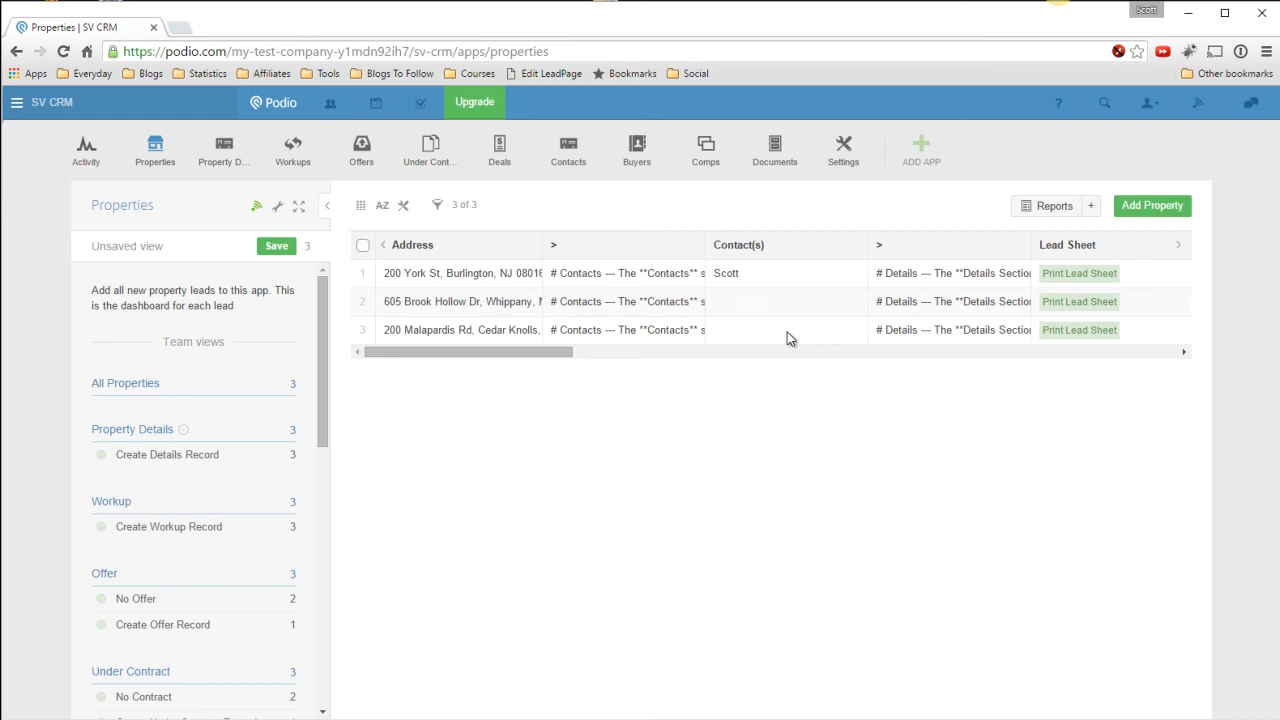 Scott
Properties | SV CRM
https://podio.com/my-test-company-y1mdn92ih7/sv-crm/apps/properties
Apps Everyday Blogs Statistics Affiliates Tools Blogs To Follow Courses Edit LeadPage Bookmarks Social Other bookmarks
SV CRM Podio Upgrade ?
Activity Properties Property D... Workups Offers Under Cont... Deals Contacts Buyers Comps Documents Settings ADD APP
Properties AZ 3 of 3 Reports + Add Property
Unsaved view Save 3
Address > Contact(s) > Lead Sheet
1 200 York St, Burlington, NJ 08016 # Contacts --- The **Contacts** s Scott # Details --- The **Details Section Print Lead Sheet
2 605 Brook Hollow Dr, Whippany, N # Contacts --- The **Contacts** s # Details --- The **Details Section Print Lead Sheet
3 200 Malapardis Rd, Cedar Knolls, # Contacts --- The **Contacts** s # Details --- The **Details Section Print Lead Sheet
Add all new property leads to this app. This
is the dashboard for each lead
Team views
All Properties 3
Property Details 3
Create Details Record 3
Workup 3
Create Workup Record 3
Offer 3
No Offer 2
Create Offer Record 1
Under Contract 3
No Contract 2